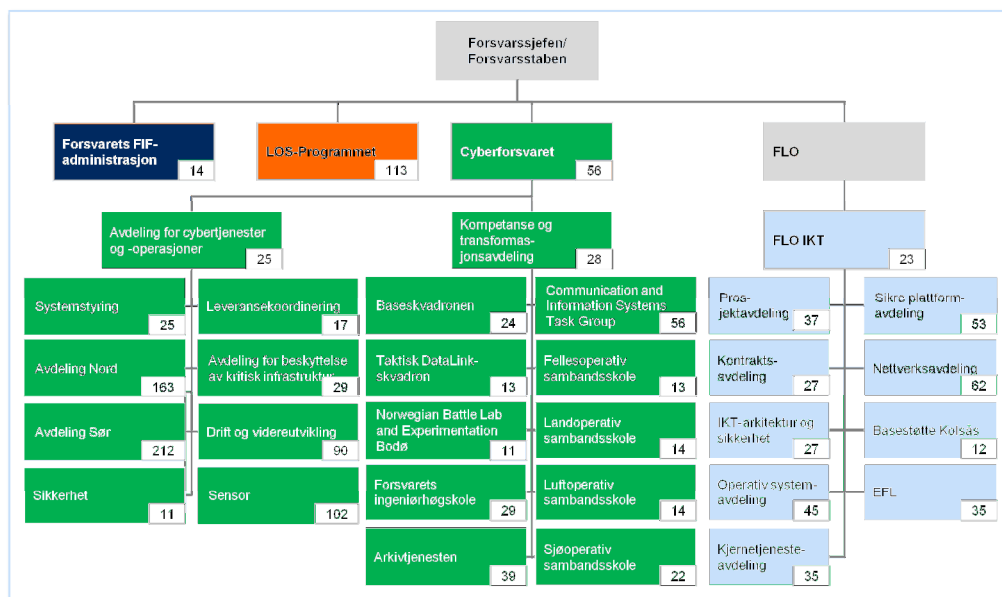 Forsvarssjefen/
Forsvarsstaben
Forsvarets FIF-
administrasjon
14
LOS-Programmet
113
Cyberforsvaret
56
FLO
Avdeling for cybertjenester
og -operasjoner
25
Kompetanse og
transformas-
jonsavdeling
28
FLO IKT
23
Systemstyring
25
Leveransekoordinering
17
Avdeling Nord
163
Avdeling for beskyttelse
av kritisk infrastruktur
29
Avdeling Sør
212
Drift og videreutvikling
90
Sikkerhet
11
Sensor
102
Baseskvadronen
24
Communication and
Information Systems
Task Group
56
Taktisk DataLink-
skvadron
13
Fellesoperativ
sambandsskole
13
Norwegian Battle Lab
and Experimentation
Bodø
11
Landoperativ
sambandsskole
14
Forsvarets
ingeniørhøgskole
29
Luftoperativ
sambandsskole
14
Arkivtjenesten
39
Sjøoperativ
sambandsskole
22
Pros-
jektavdeling
37
Sikre plattform-
avdeling
53
Kontrakts-
avdeling
27
Nettverksavdeling
62
IKT-arkitektur og
sikkerhet
27
Basestøtte Kolsås
12
Operativ system-
avdeling
45
EFL
35
Kjernetjeneste-
avdeling
35